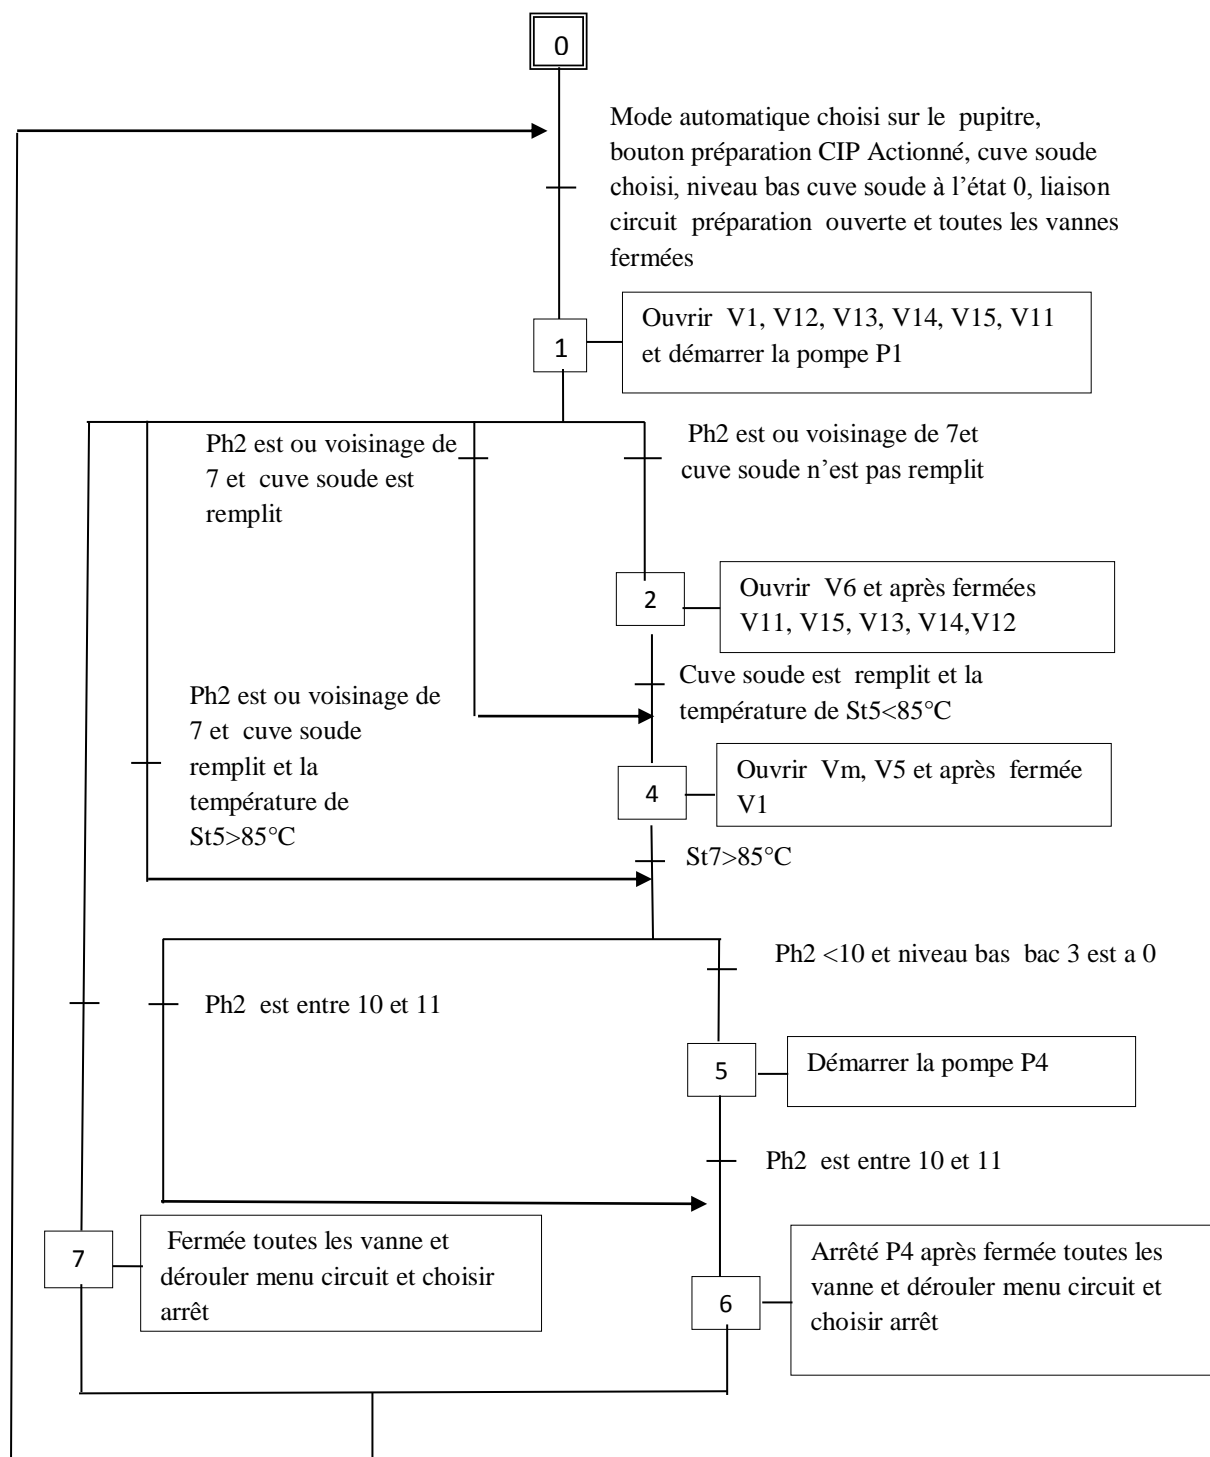 0
Mode automatique choisi sur le pupitre,
bouton préparation CIP Actionné, cuve soude
choisi, niveau bas cuve soude à l’état 0, liaison
circuit préparation ouverte et toutes les vannes
fermées
1
Ouvrir V1, V12, V13, V14, V15, V11
et démarrer la pompe P1
Ph2 est ou voisinage de
7 et cuve soude est
remplit
Ph2 est ou voisinage de 7et
cuve soude n’est pas remplit
2
Ouvrir V6 et après fermées
V11, V15, V13, V14,V12
Cuve soude est remplit et la
température de St5<85°C
Ph2 est ou voisinage de
7 et cuve soude
remplit et la
température de
St5>85°C
4
Ouvrir Vm, V5 et après fermée
V1
St7>85°C
Ph2 <10 et niveau bas bac 3 est a 0
Ph2 est entre 10 et 11
5
Démarrer la pompe P4
Ph2 est entre 10 et 11
7
Fermée toutes les vanne et
dérouler menu circuit et choisir
arrêt
6
Arrêté P4 après fermée toutes les
vanne et dérouler menu circuit et
choisir arrêt